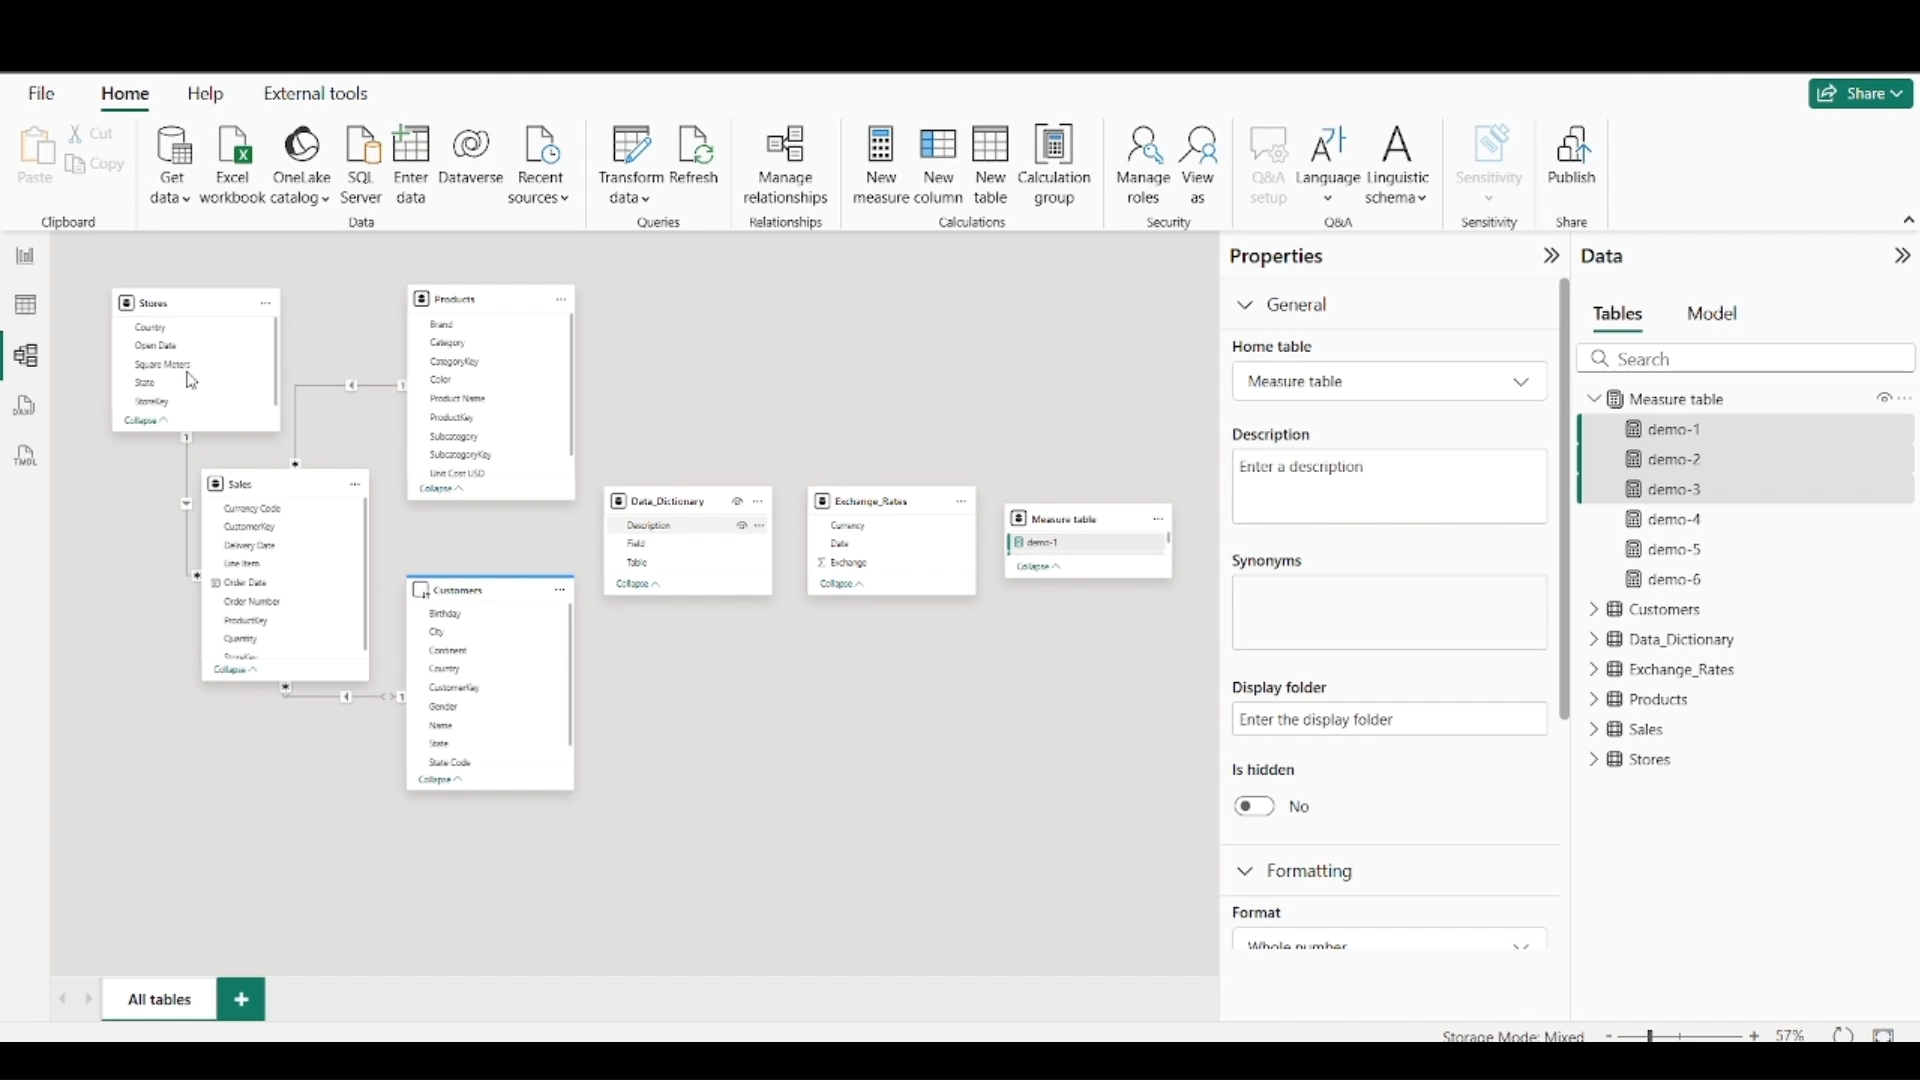 File Home Help External tools Share
Paste Cut Copy
Get data Excel workbook OneLake catalog SQL Server Enter data Dataverse Recent sources
Transform data Refresh
Manage relationships
New measure New column New table Calculation group
Manage roles View as
Q&A setup Language Linguistic schema
Sensitivity
Publish
Clipboard Data Queries Relationships Calculations Security Q&A Sensitivity Share
DAX
TMDL
Stores
Country
Open Date
Square Meters
State
StoreKey
Collapse
1
*
Products
Brand
Category
CategoryKey
Color
Product Name
ProductKey
Subcategory
SubcategoryKey
Unit Cost USD
Collapse
1
*
Sales
Currency Code
CustomerKey
Delivery Date
Line Item
Order Date
Order Number
ProductKey
Quantity
StoreKey
Collapse
*
1
Customers
Birthday
City
Continent
Country
CustomerKey
Gender
Name
State
State Code
Collapse
Data_Dictionary
Description
Field
Table
Collapse
Exchange_Rates
Currency
Date
Σ Exchange
Collapse
Measure table
demo-1
Collapse
All tables +
Properties
General
Home table
Measure table
Description
Enter a description
Synonyms
Display folder
Enter the display folder
Is hidden
No
Formatting
Format
Whole number
Data
Tables Model
Search
Measure table
demo-1
demo-2
demo-3
demo-4
demo-5
demo-6
Customers
Data_Dictionary
Exchange_Rates
Products
Sales
Stores
Storage Mode: Mixed - + 57%